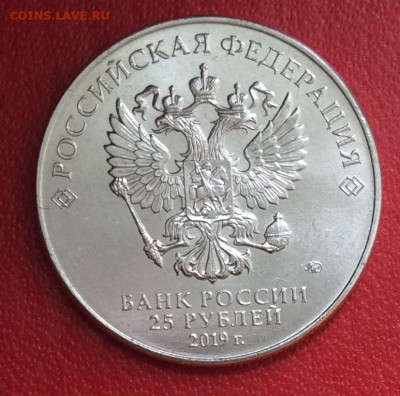 COINS.LAVE.RU
РОССИЙСКАЯ ФЕДЕРАЦИЯ
БАНК РОССИИ
25 РУБЛЕЙ
2019 г.